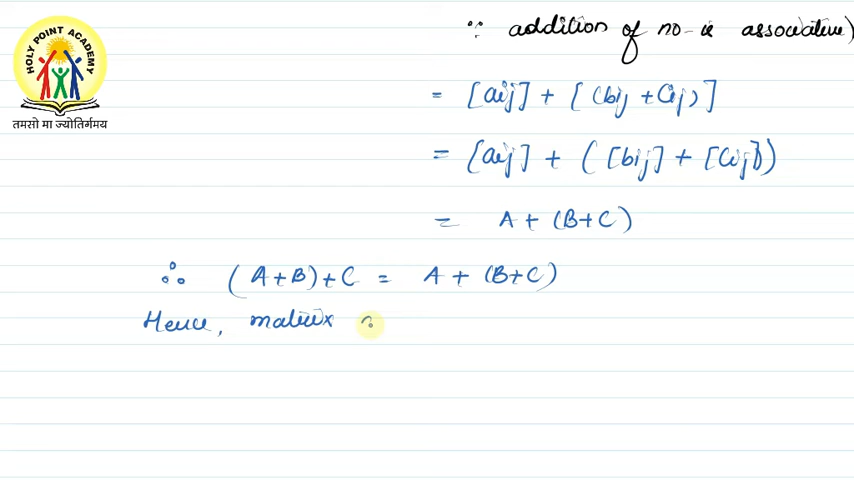 HOLY POINT ACADEMY
तमसो मा ज्योतिर्गमय
∵ addition of no- is associative)
= [aij] + [(bij + cij)]
= [aij] + ([bij] + [cij])
= A + (B+C)
∴ (A+B)+C = A + (B+C)
Hence, matrix